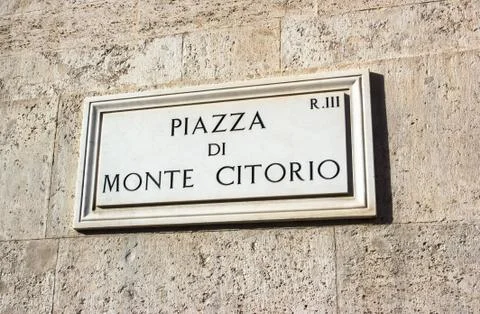 R.III
PIAZZA
DI
MONTE CITORIO